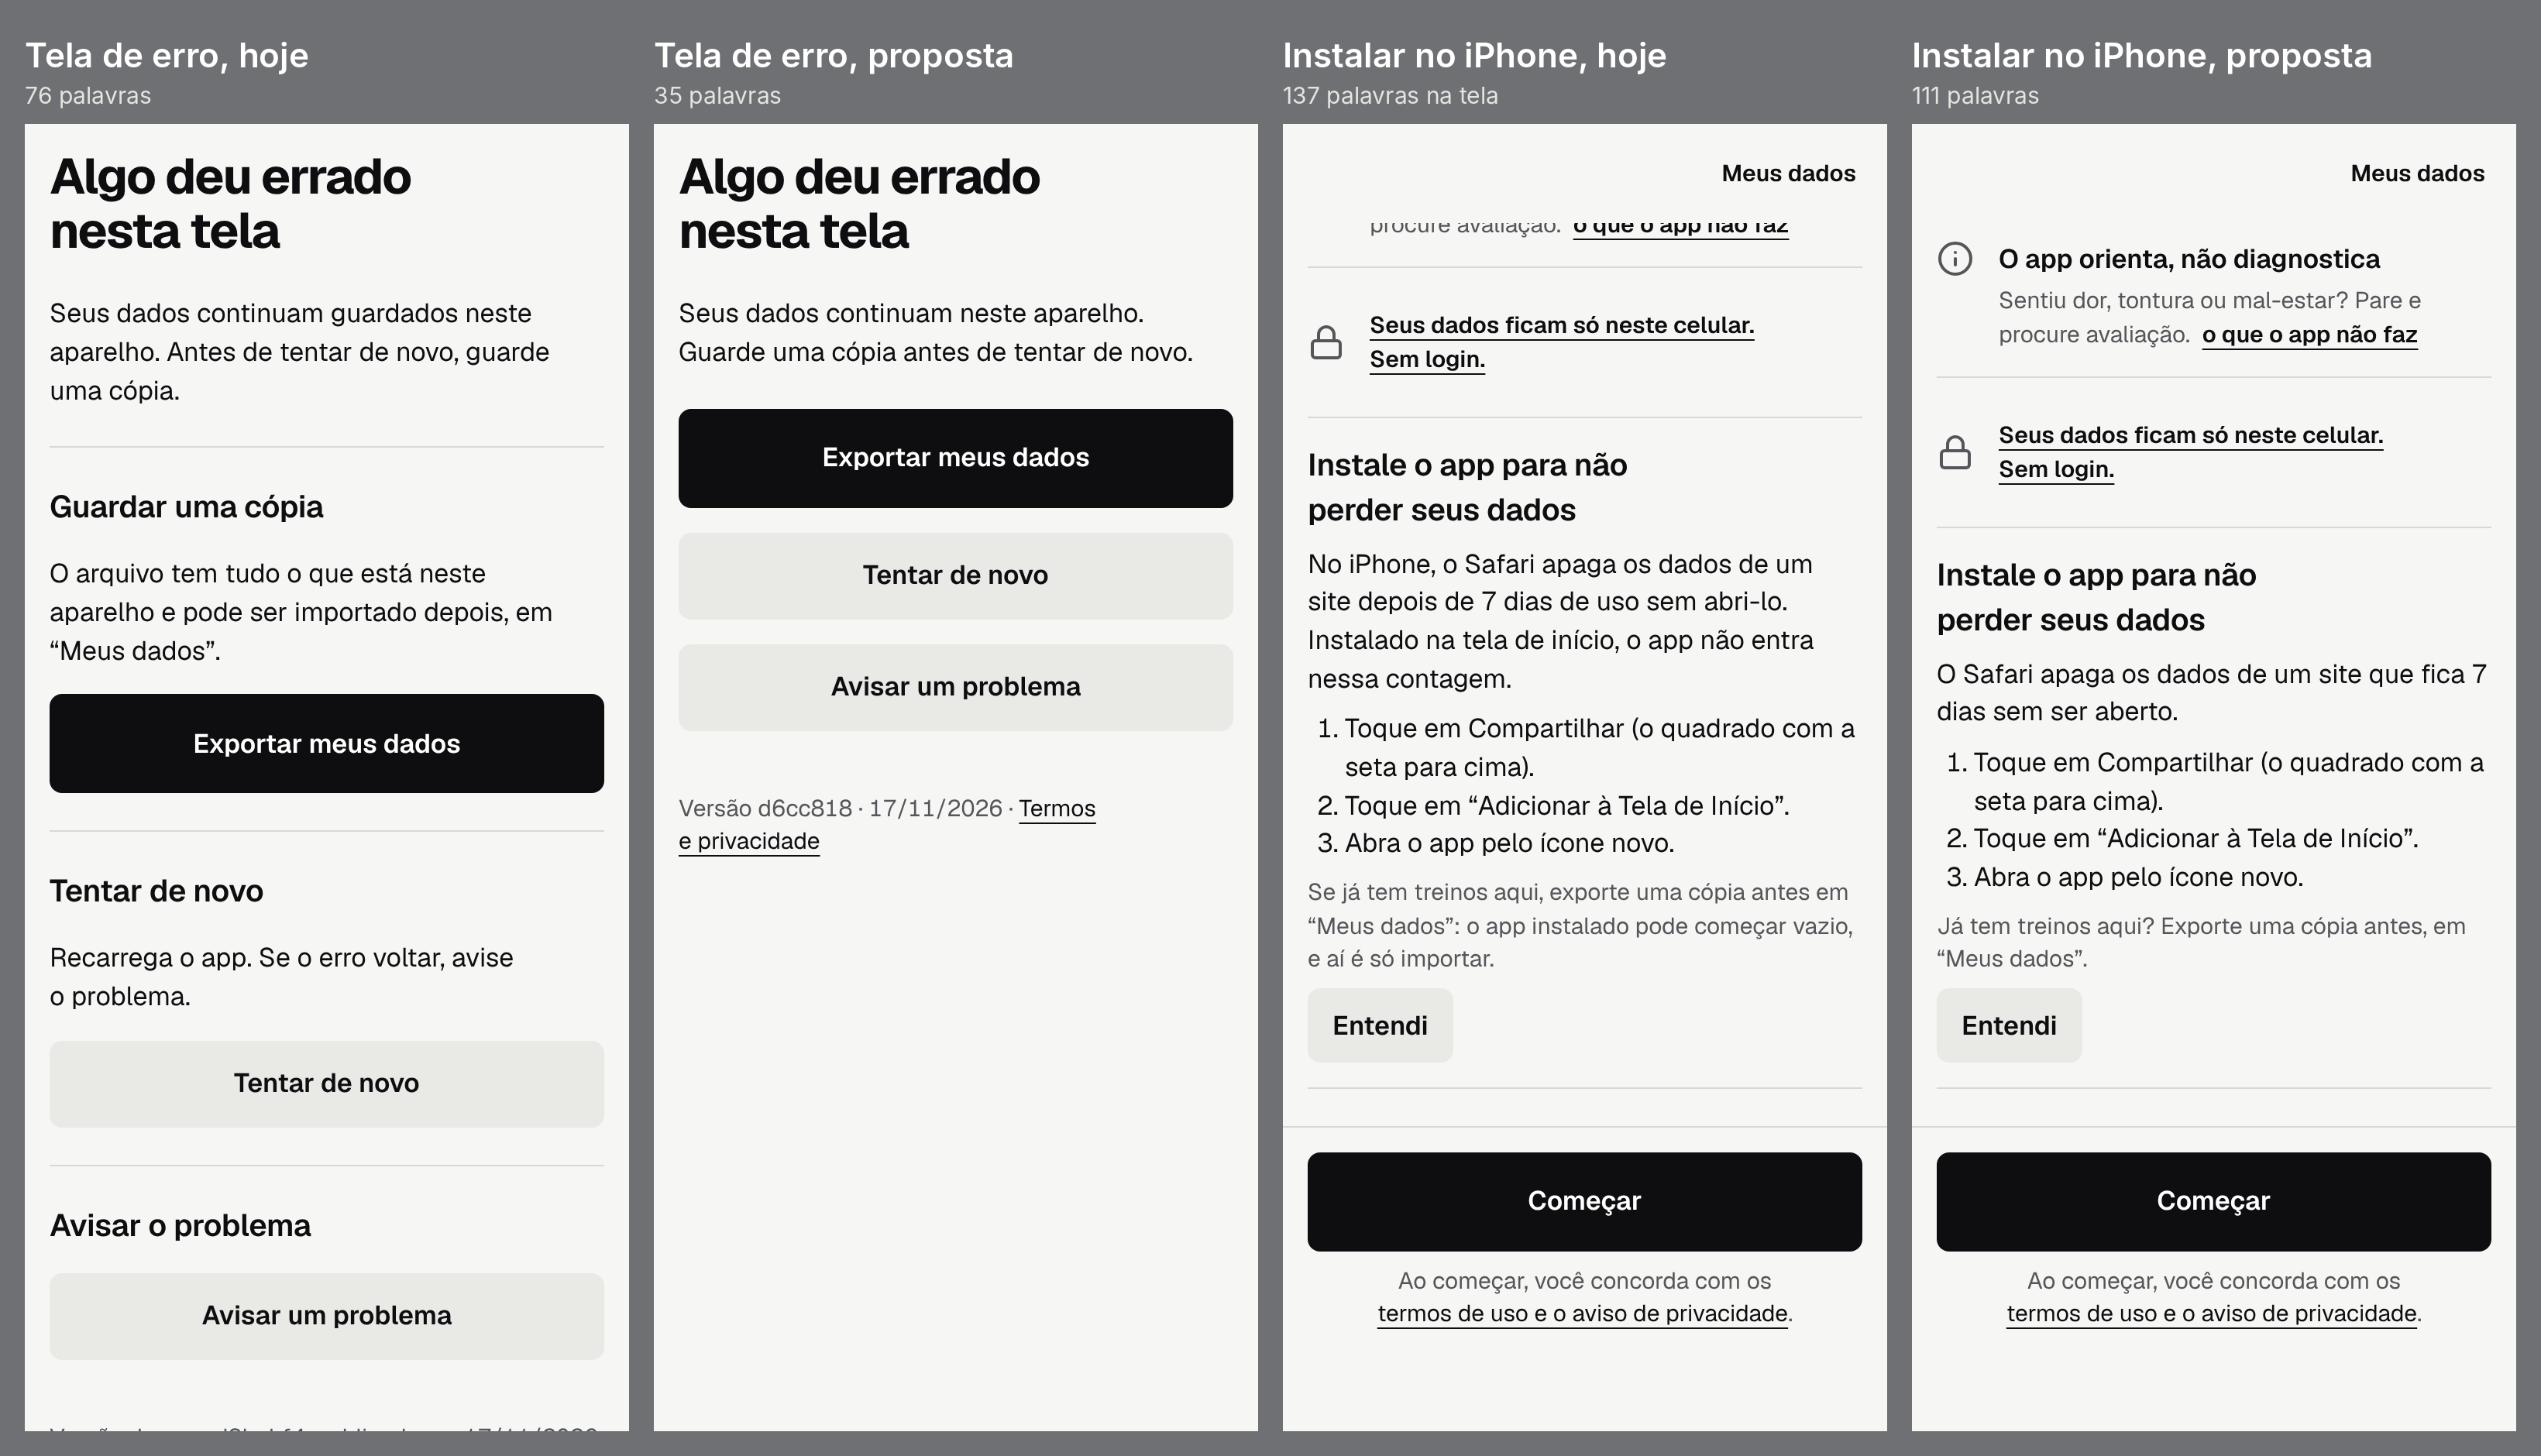 Tela de erro, hoje
76 palavras
Algo deu errado
nesta tela
Seus dados continuam guardados neste
aparelho. Antes de tentar de novo, guarde
uma cópia.
Guardar uma cópia
O arquivo tem tudo o que está neste
aparelho e pode ser importado depois, em
“Meus dados”.
Exportar meus dados
Tentar de novo
Recarrega o app. Se o erro voltar, avise
o problema.
Tentar de novo
Avisar o problema
Avisar um problema
Tela de erro, proposta
35 palavras
Algo deu errado
nesta tela
Seus dados continuam neste aparelho.
Guarde uma cópia antes de tentar de novo.
Exportar meus dados
Tentar de novo
Avisar um problema
Versão d6cc818 · 17/11/2026 · Termos
e privacidade
Instalar no iPhone, hoje
137 palavras na tela
Meus dados
procure avaliação. o que o app não faz
Seus dados ficam só neste celular.
Sem login.
Instale o app para não
perder seus dados
No iPhone, o Safari apaga os dados de um
site depois de 7 dias de uso sem abri-lo.
Instalado na tela de início, o app não entra
nessa contagem.
1. Toque em Compartilhar (o quadrado com a
seta para cima).
2. Toque em “Adicionar à Tela de Início”.
3. Abra o app pelo ícone novo.
Se já tem treinos aqui, exporte uma cópia antes em
“Meus dados”: o app instalado pode começar vazio,
e aí é só importar.
Entendi
Começar
Ao começar, você concorda com os
termos de uso e o aviso de privacidade.
Instalar no iPhone, proposta
111 palavras
Meus dados
O app orienta, não diagnostica
Sentiu dor, tontura ou mal-estar? Pare e
procure avaliação. o que o app não faz
Seus dados ficam só neste celular.
Sem login.
Instale o app para não
perder seus dados
O Safari apaga os dados de um site que fica 7
dias sem ser aberto.
1. Toque em Compartilhar (o quadrado com a
seta para cima).
2. Toque em “Adicionar à Tela de Início”.
3. Abra o app pelo ícone novo.
Já tem treinos aqui? Exporte uma cópia antes, em
“Meus dados”.
Entendi
Começar
Ao começar, você concorda com os
termos de uso e o aviso de privacidade.